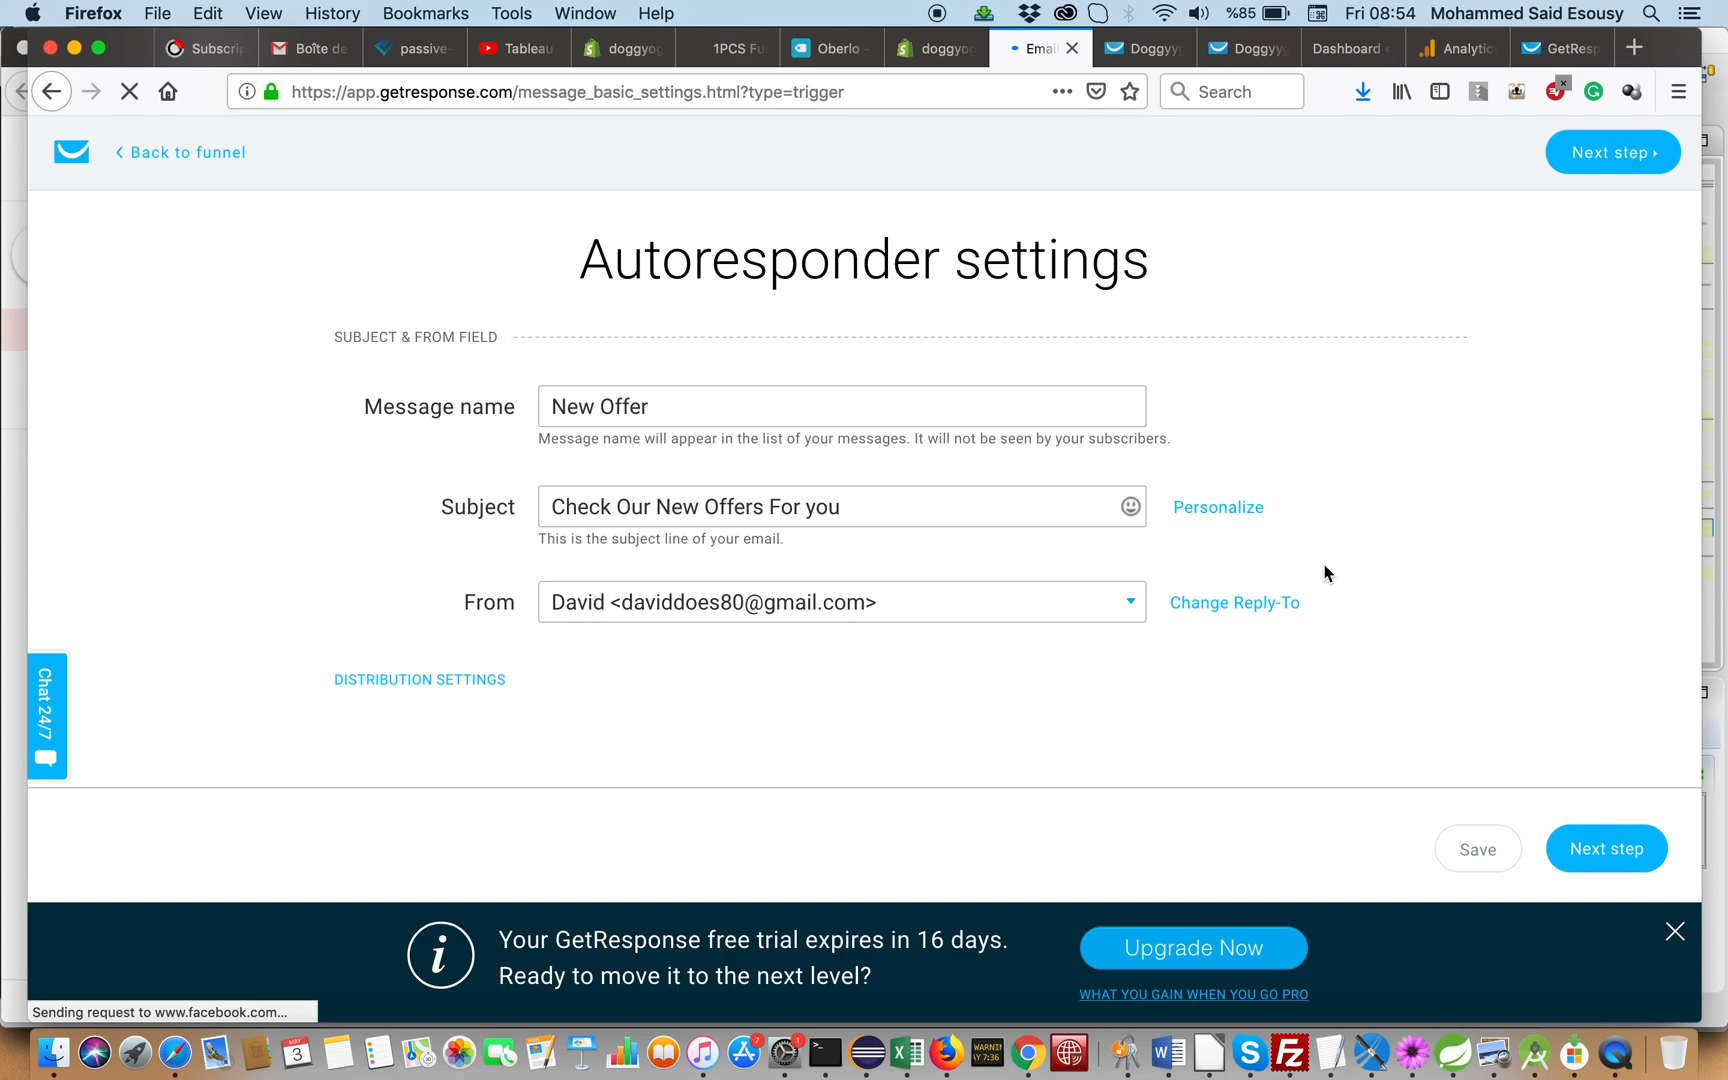 Firefox File Edit View History Bookmarks Tools Window Help %85 Fri 08:54 Mohammed Said Esousy
Subscrip Boîte de passive- Tableau doggyog 1PCS Fu Oberlo - doggyog Email Doggyyg Doggyyg Dashboard Analytics GetResp
https://app.getresponse.com/message_basic_settings.html?type=trigger Search
Back to funnel Next step
Autoresponder settings
SUBJECT & FROM FIELD
Message name New Offer
Message name will appear in the list of your messages. It will not be seen by your subscribers.
Subject Check Our New Offers For you Personalize
This is the subject line of your email.
From David <daviddoes80@gmail.com> Change Reply-To
DISTRIBUTION SETTINGS
Chat 24/7
Save Next step
Your GetResponse free trial expires in 16 days.
Ready to move it to the next level?
Upgrade Now
WHAT YOU GAIN WHEN YOU GO PRO
Sending request to www.facebook.com...